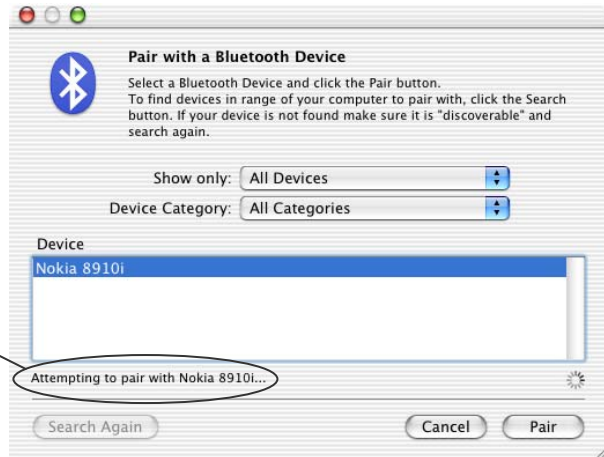 Pair with a Bluetooth Device
Select a Bluetooth Device and click the Pair button.
To find devices in range of your computer to pair with, click the Search
button. If your device is not found make sure it is "discoverable" and
search again.
Show only: All Devices
Device Category: All Categories
Device
Nokia 8910i
Attempting to pair with Nokia 8910i...
Search Again Cancel Pair